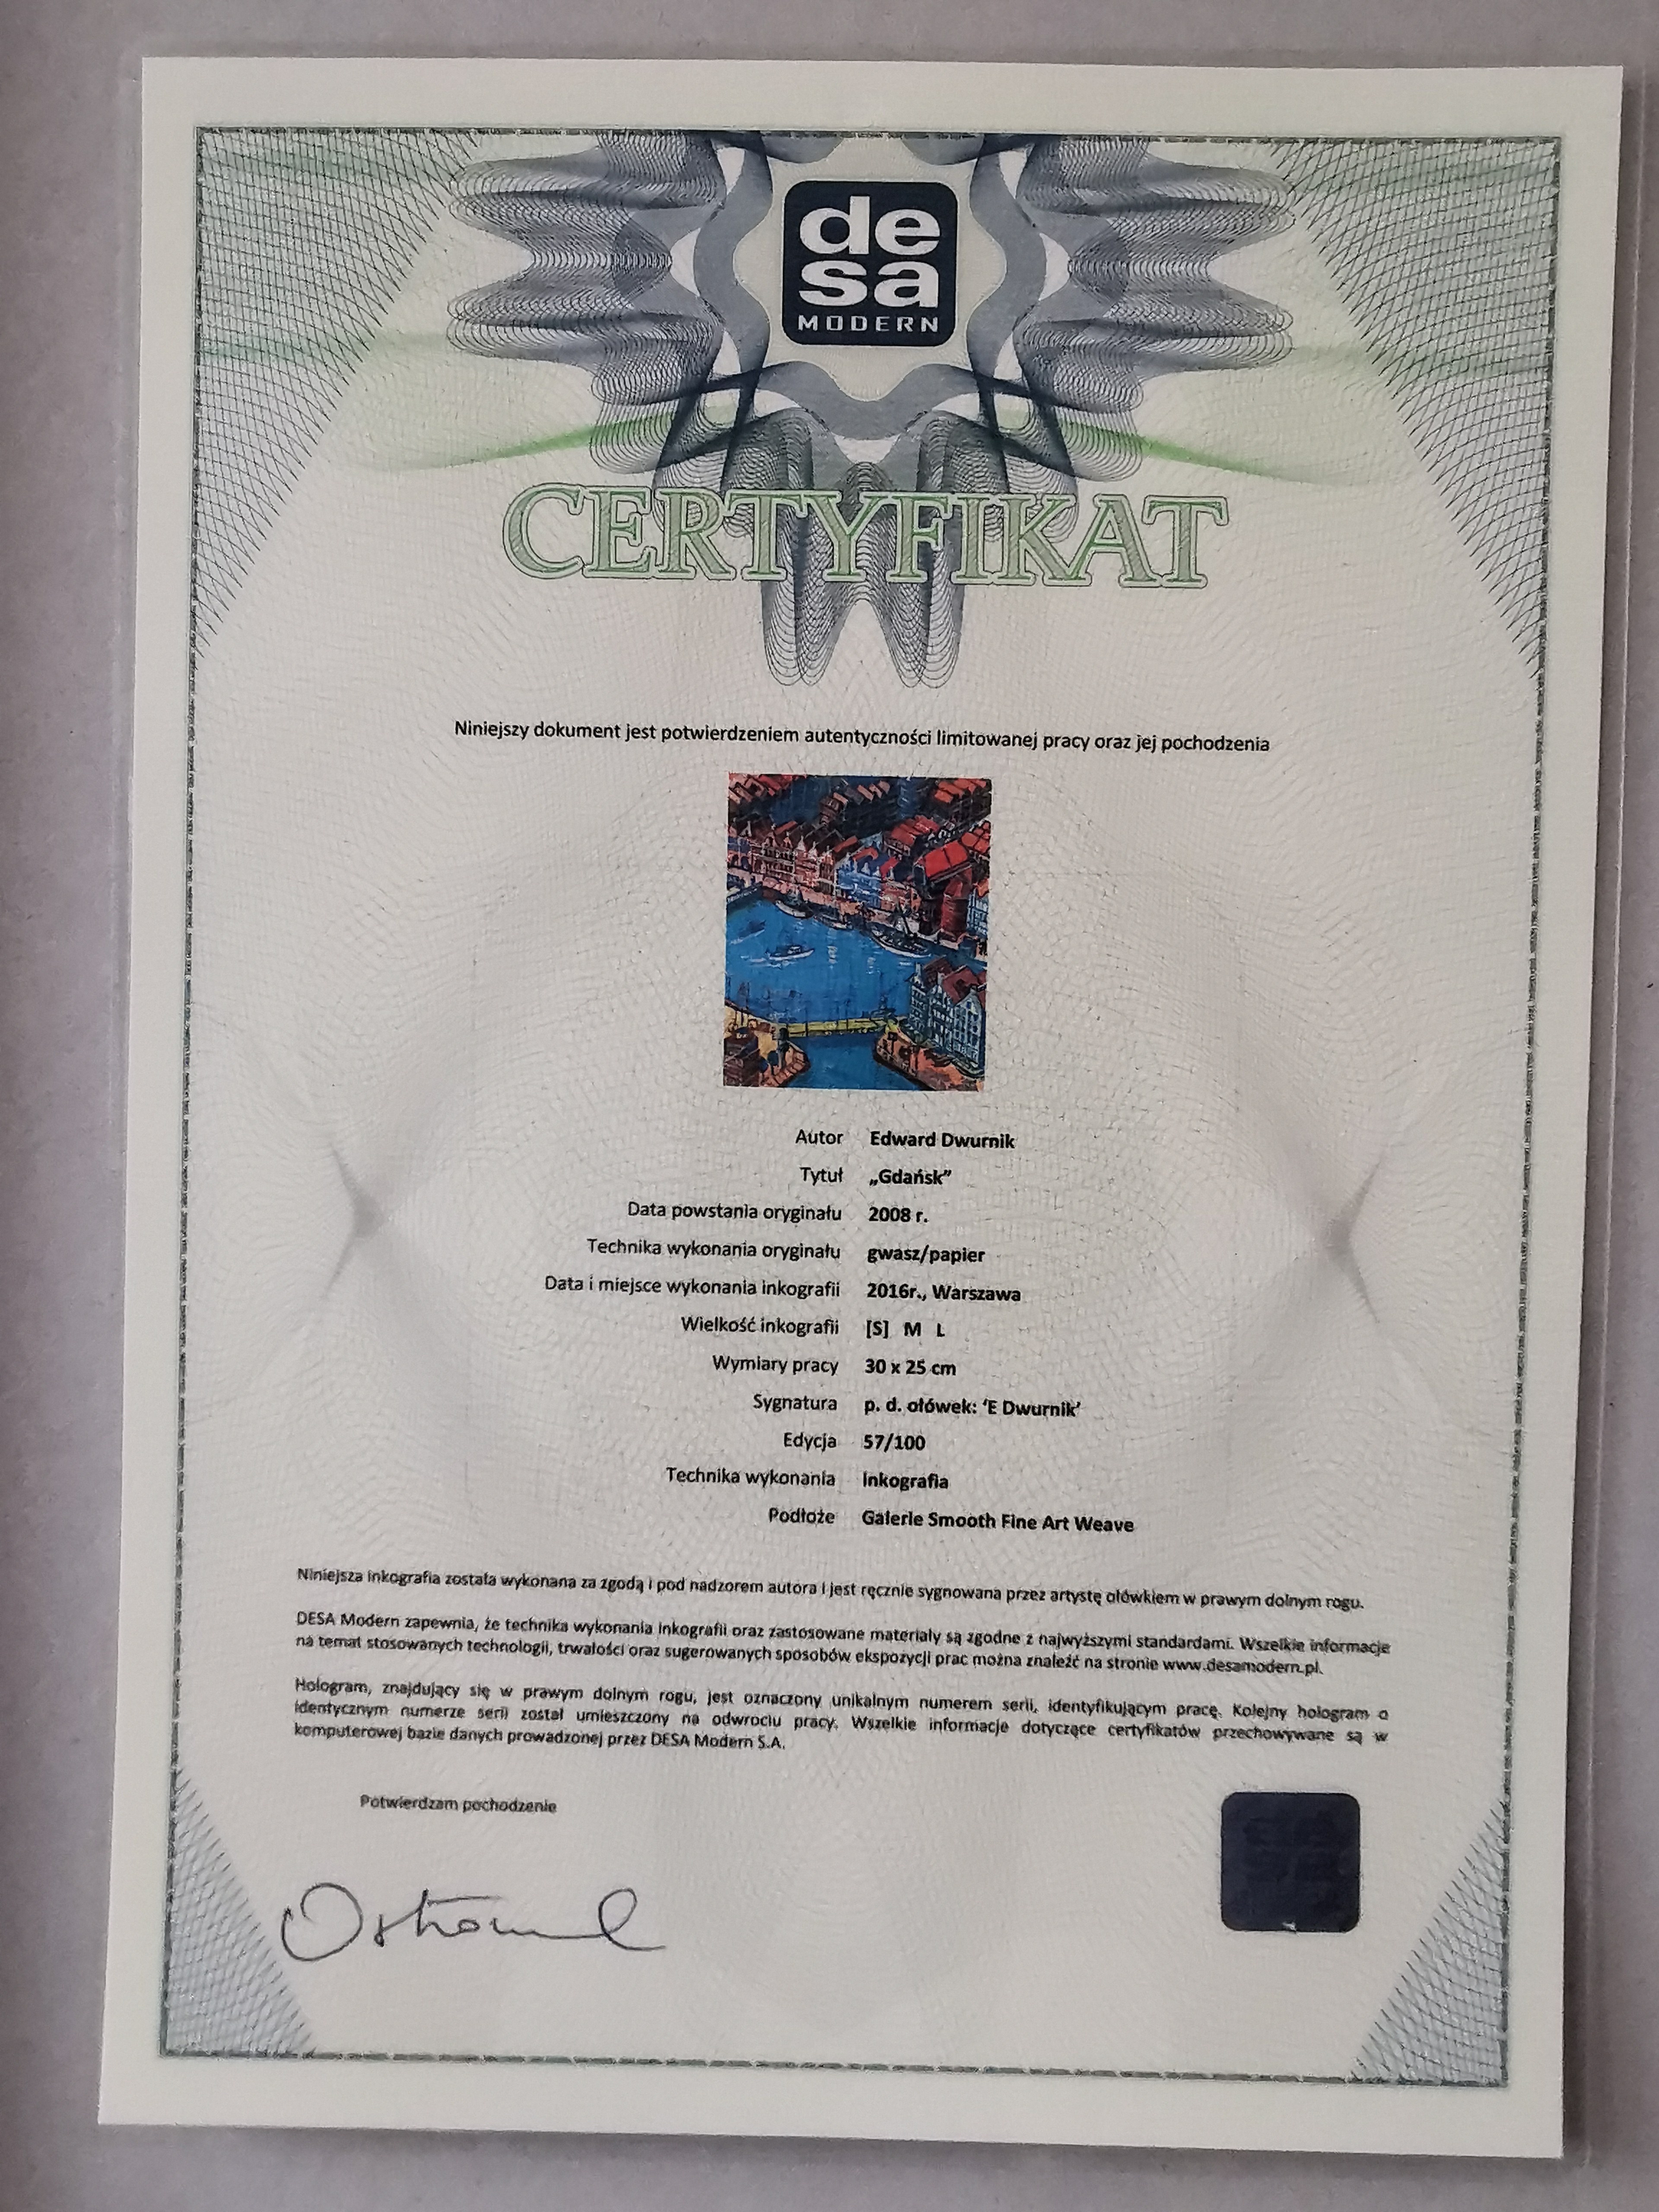 de
sa
MODERN
CERTYFIKAT
Niniejszy dokument jest potwierdzeniem autentyczności limitowanej pracy oraz jej pochodzenia
Autor Edward Dwurnik
Tytuł „Gdańsk”
Data powstania oryginału 2008 r.
Technika wykonania oryginału gwasz/papier
Data i miejsce wykonania inkografii 2016r., Warszawa
Wielkość inkografii [S] M L
Wymiary pracy 30 x 25 cm
Sygnatura p. d. ołówek: ‘E Dwurnik’
Edycja 57/100
Technika wykonania inkografia
Podłoże Galerie Smooth Fine Art Weave
Niniejsza inkografia została wykonana za zgodą i pod nadzorem autora i jest ręcznie sygnowana przez artystę ołówkiem w prawym dolnym rogu.
DESA Modern zapewnia, że technika wykonania inkografii oraz zastosowane materiały są zgodne z najwyższymi standardami. Wszelkie informacje
na temat stosowanych technologii, trwałości oraz sugerowanych sposobów ekspozycji prac można znaleźć na stronie www.desamodern.pl.
Hologram, znajdujący się w prawym dolnym rogu, jest oznaczony unikalnym numerem serii, identyfikującym pracę. Kolejny hologram o
identycznym numerze serii został umieszczony na odwrociu pracy. Wszelkie informacje dotyczące certyfikatów przechowywane są w
komputerowej bazie danych prowadzonej przez DESA Modern S.A.
Potwierdzam pochodzenie